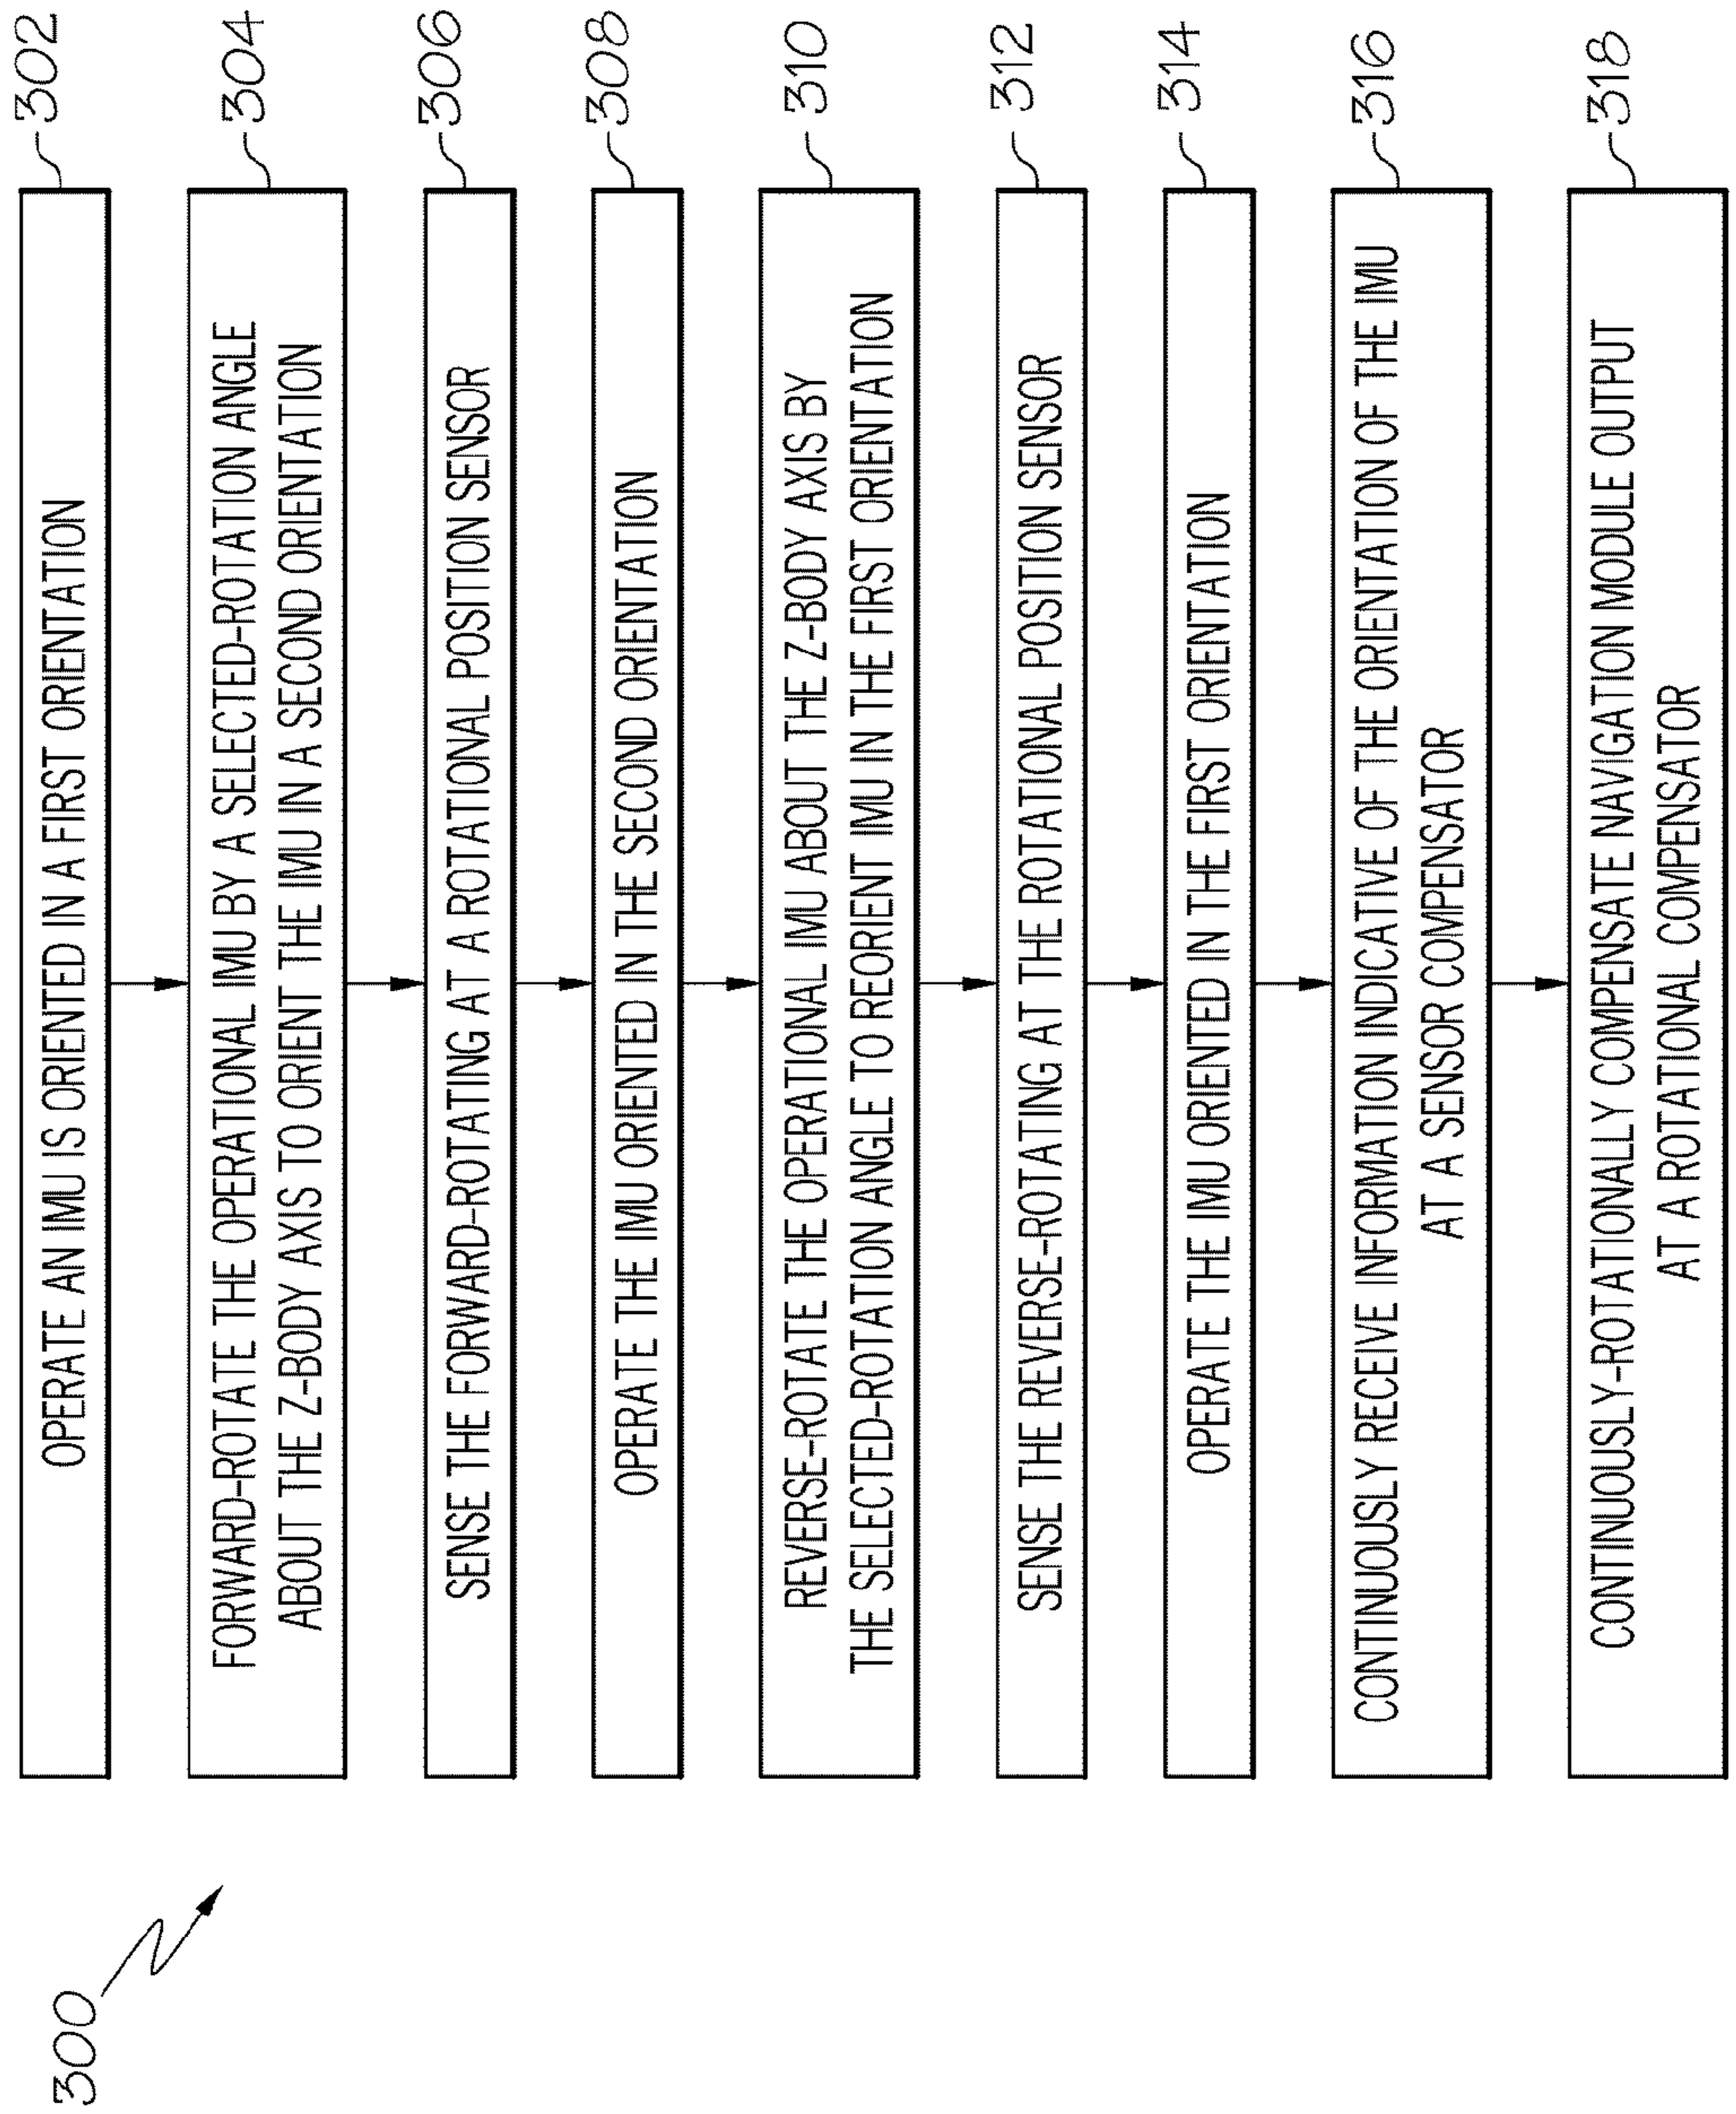 300
OPERATE AN IMU IS ORIENTED IN A FIRST ORIENTATION
302
FORWARD-ROTATE THE OPERATIONAL IMU BY A SELECTED-ROTATION ANGLE
ABOUT THE Z-BODY AXIS TO ORIENT THE IMU IN A SECOND ORIENTATION
304
SENSE THE FORWARD-ROTATING AT A ROTATIONAL POSITION SENSOR
306
OPERATE THE IMU ORIENTED IN THE SECOND ORIENTATION
308
REVERSE-ROTATE THE OPERATIONAL IMU ABOUT THE Z-BODY AXIS BY
THE SELECTED-ROTATION ANGLE TO REORIENT IMU IN THE FIRST ORIENTATION
310
SENSE THE REVERSE-ROTATING AT THE ROTATIONAL POSITION SENSOR
312
OPERATE THE IMU ORIENTED IN THE FIRST ORIENTATION
314
CONTINUOUSLY RECEIVE INFORMATION INDICATIVE OF THE ORIENTATION OF THE IMU
AT A SENSOR COMPENSATOR
316
CONTINUOUSLY-ROTATIONALLY COMPENSATE NAVIGATION MODULE OUTPUT
AT A ROTATIONAL COMPENSATOR
318